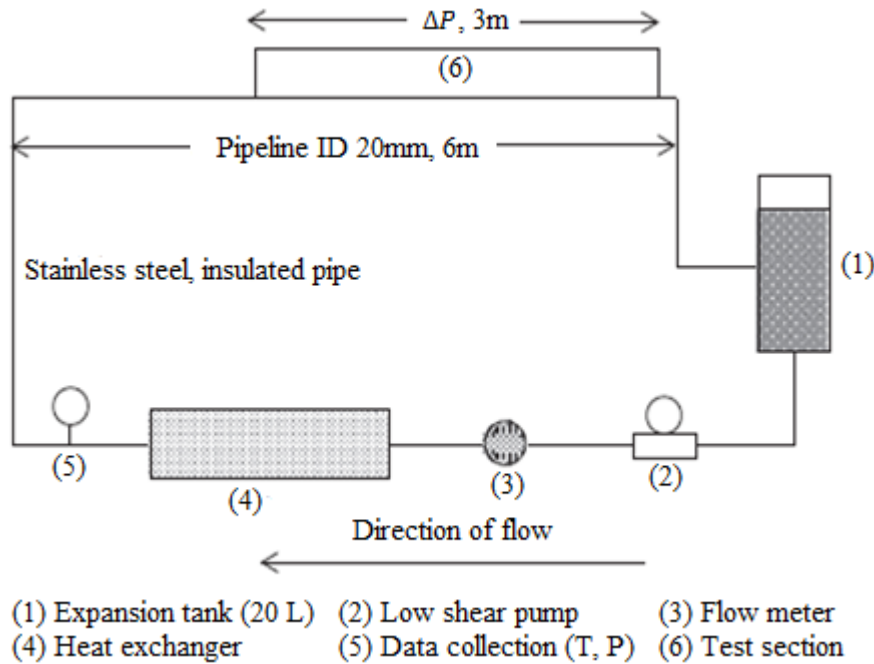 ΔP, 3m
(6)
Pipeline ID 20mm, 6m
Stainless steel, insulated pipe
(1)
(5)
(4)
(3)
(2)
Direction of flow
(1) Expansion tank (20 L) (2) Low shear pump (3) Flow meter
(4) Heat exchanger (5) Data collection (T, P) (6) Test section